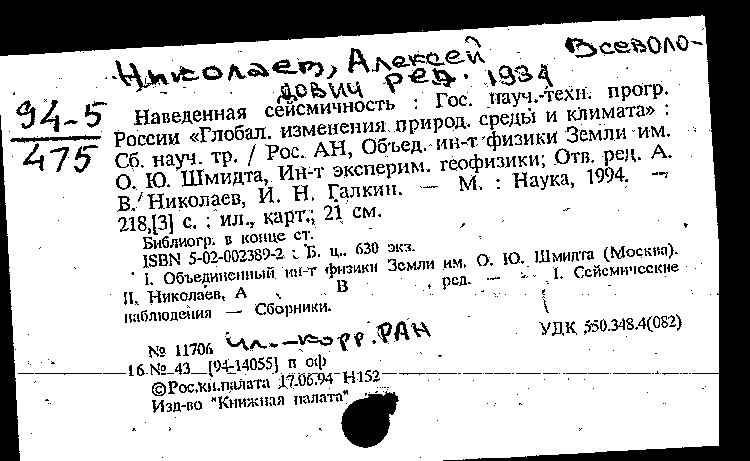 Николаев, Алексей Всеволо-
дович ред. 1934
94-5
475
Наведенная сейсмичность : Гос. науч.-техн. прогр.
России «Глобал. изменения природ. среды и климата» :
Сб. науч. тр. / Рос. АН, Объед. ин-т физики Земли им.
О. Ю. Шмидта, Ин-т эксперим. геофизики; Отв. ред. А.
В. Николаев, И. Н. Галкин. — М. : Наука, 1994. —
218,[3] с. : ил., карт.; 21 см.
Библиогр. в конце ст.
ISBN 5-02-002389-2 : Б. ц.. 630 экз.
I. Объединенный ин-т физики Земли им. О. Ю. Шмидта (Москва).
II. Николаев, А В , ред. — 1. Сейсмические
наблюдения — Сборники.
чл.-корр. РАН
№ 11706
УДК 550.348.4(082)
16 № 43 [94-14055] п оф
©Рос.кн.палата 17.06.94 Н152
Изд-во "Книжная палата"